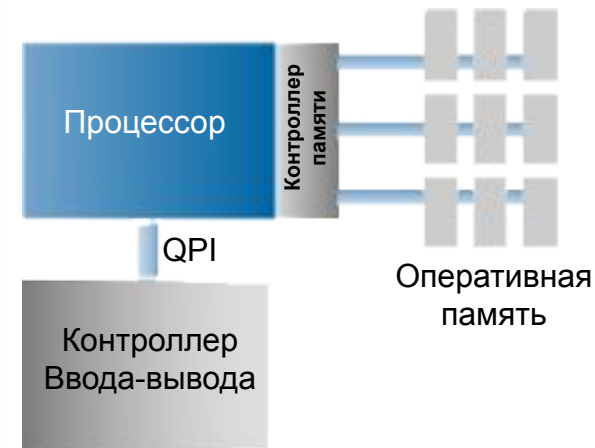 Процессор
Контроллер
памяти
QPI
Оперативная
память
Контроллер
Ввода-вывода